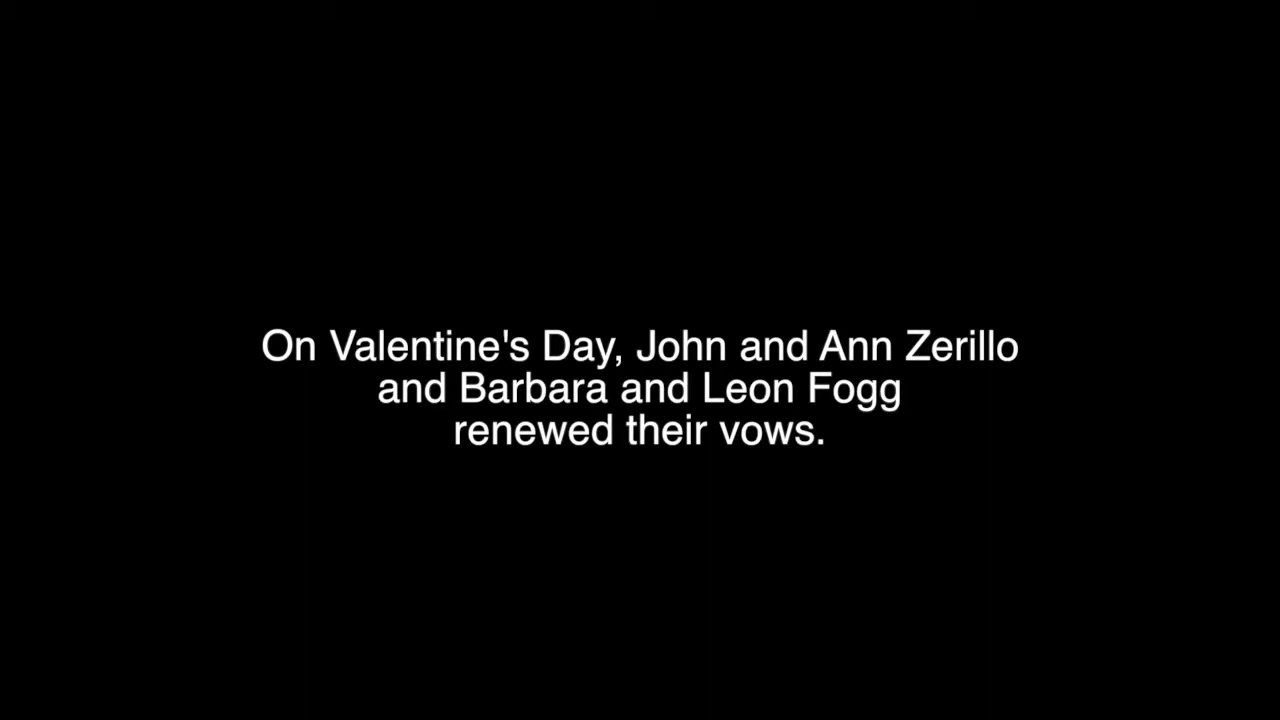 On Valentine's Day, John and Ann Zerillo
and Barbara and Leon Fogg
renewed their vows.